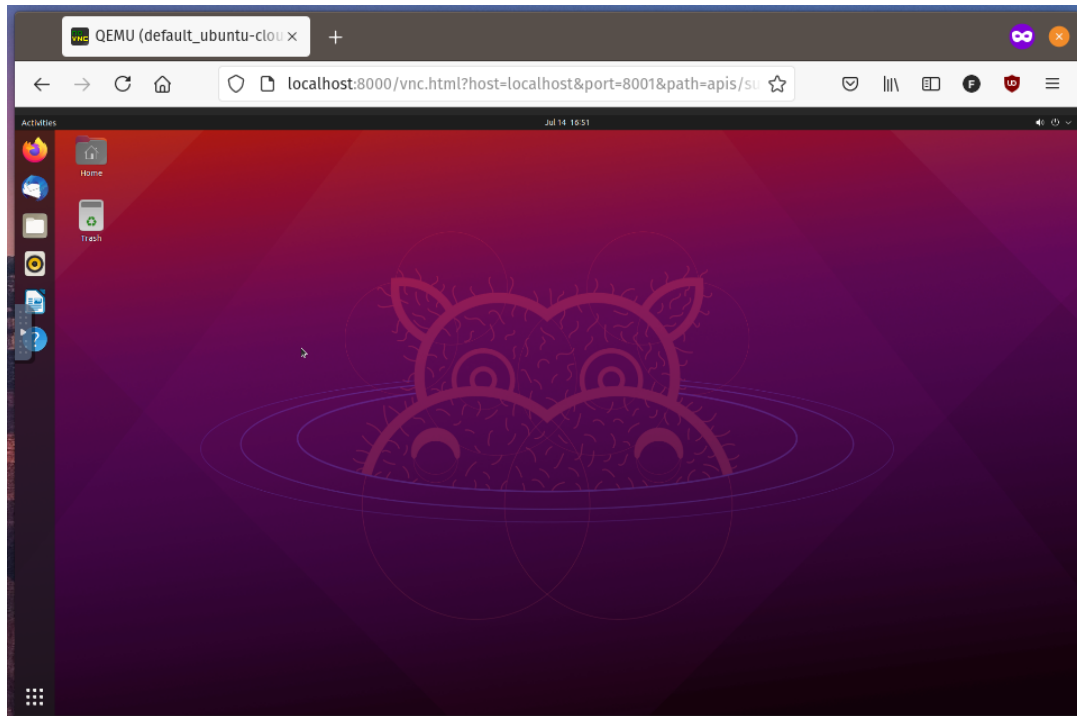 QEMU (default_ubuntu-clou
localhost:8000/vnc.html?host=localhost&port=8001&path=apis/su
Activities
Jul 14 16:51
Home
Trash